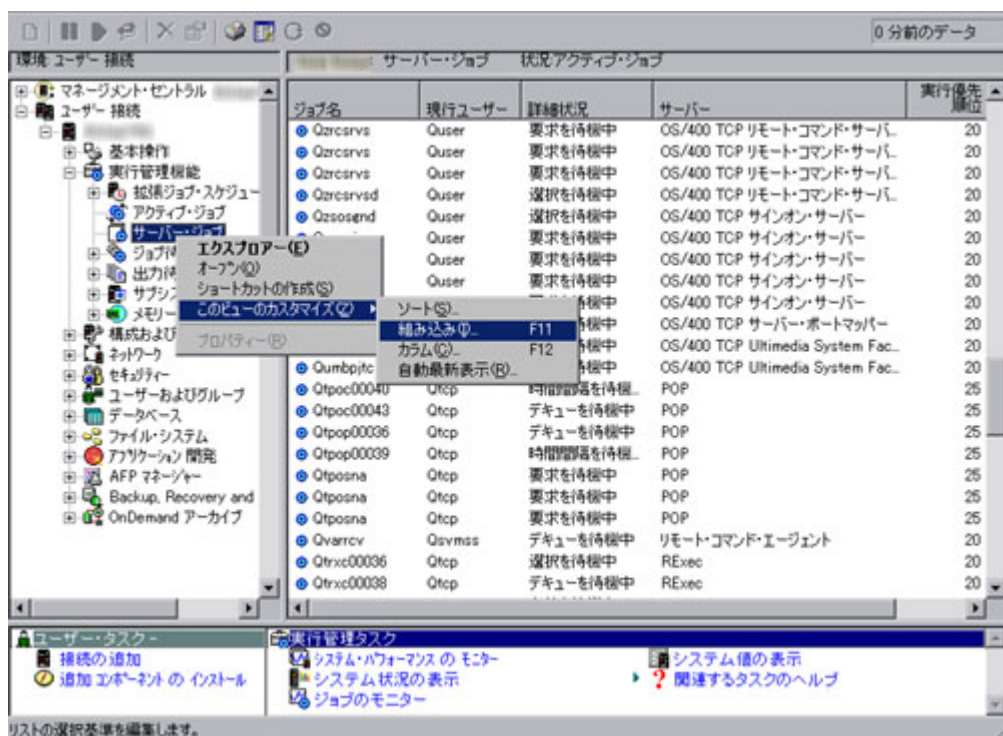 0 分前のデータ
環境: ユーザー 接続
: サーバー・ジョブ 状況アクティブ・ジョブ
マネージメント・セントラル
ユーザー 接続
基本操作
実行管理機能
拡張ジョブ・スケジュー
アクティブ・ジョブ
サーバー・ジョブ
ジョブ待
出力待
サブシス
メモリー
構成および
ネットワーク
セキュリティー
ユーザーおよびグループ
データベース
ファイル・システム
アプリケーション 開発
AFP マネージャー
Backup, Recovery and
OnDemand アーカイブ
エクスプローラー(E)
オープン(O)
ショートカットの作成(S)
このビューのカスタマイズ(Z)
プロパティー(R)
ソート(S)...
組み込み(I)... F11
カラム(C)... F12
自動最新表示(R)...
ジョブ名 現行ユーザー 詳細状況 サーバー 実行優先順位
Qzrcsrvs Quser 要求を待機中 OS/400 TCP リモート・コマンド・サーバ... 20
Qzrcsrvs Quser 要求を待機中 OS/400 TCP リモート・コマンド・サーバ... 20
Qzrcsrvs Quser 要求を待機中 OS/400 TCP リモート・コマンド・サーバ... 20
Qzrcsrvsd Quser 選択を待機中 OS/400 TCP リモート・コマンド・サーバ... 20
Qzsosgnd Quser 選択を待機中 OS/400 TCP サインオン・サーバー 20
Quser 要求を待機中 OS/400 TCP サインオン・サーバー 20
Quser 要求を待機中 OS/400 TCP サインオン・サーバー 20
Quser 要求を待機中 OS/400 TCP サインオン・サーバー 20
待機中 OS/400 TCP サインオン・サーバー 20
待機中 OS/400 TCP サーバー・ポートマッパー 20
OS/400 TCP Ultimedia System Fac... 20
Qumbpjtc OS/400 TCP Ultimedia System Fac... 20
Qtpoc00040 Qtcp 時間間隔を待機... POP 25
Qtpoc00043 Qtcp デキューを待機中 POP 25
Qtpop00036 Qtcp デキューを待機中 POP 25
Qtpop00039 Qtcp 時間間隔を待機... POP 25
Qtposna Qtcp 要求を待機中 POP 25
Qtposna Qtcp 要求を待機中 POP 25
Qtposna Qtcp 要求を待機中 POP 25
Qvarrcv Qsvmss デキューを待機中 リモート・コマンド・エージェント 20
Qtrxc00036 Qtcp 選択を待機中 RExec 20
Qtrxc00038 Qtcp デキューを待機中 RExec 20
ユーザー・タスク -
接続の追加
追加 コンポーネント の インストール
実行管理タスク
システム・パフォーマンス の モニター
システム状況の表示
ジョブのモニター
システム値の表示
関連するタスクのヘルプ
リストの選択基準を編集します。